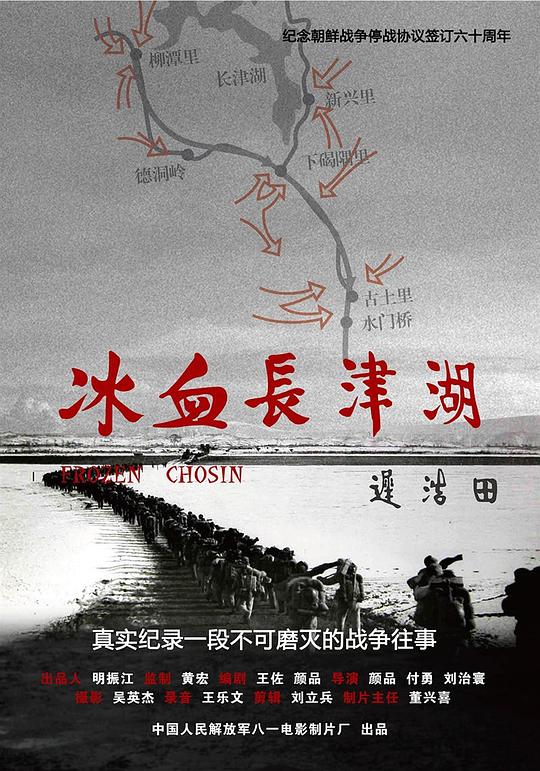 纪念朝鲜战争停战协议签订六十周年
柳潭里
长津湖
新兴里
德洞岭
下碣隅里
古土里
水门桥
冰血長津湖
FROZEN CHOSIN
遲浩田
真实纪录一段不可磨灭的战争往事
出品人 明振江 监制 黄宏 编剧 王佐 颜品 导演 颜品 付勇 刘治寰
摄影 吴英杰 录音 王乐文 剪辑 刘立兵 制片主任 董兴喜
中国人民解放军八一电影制片厂 出品